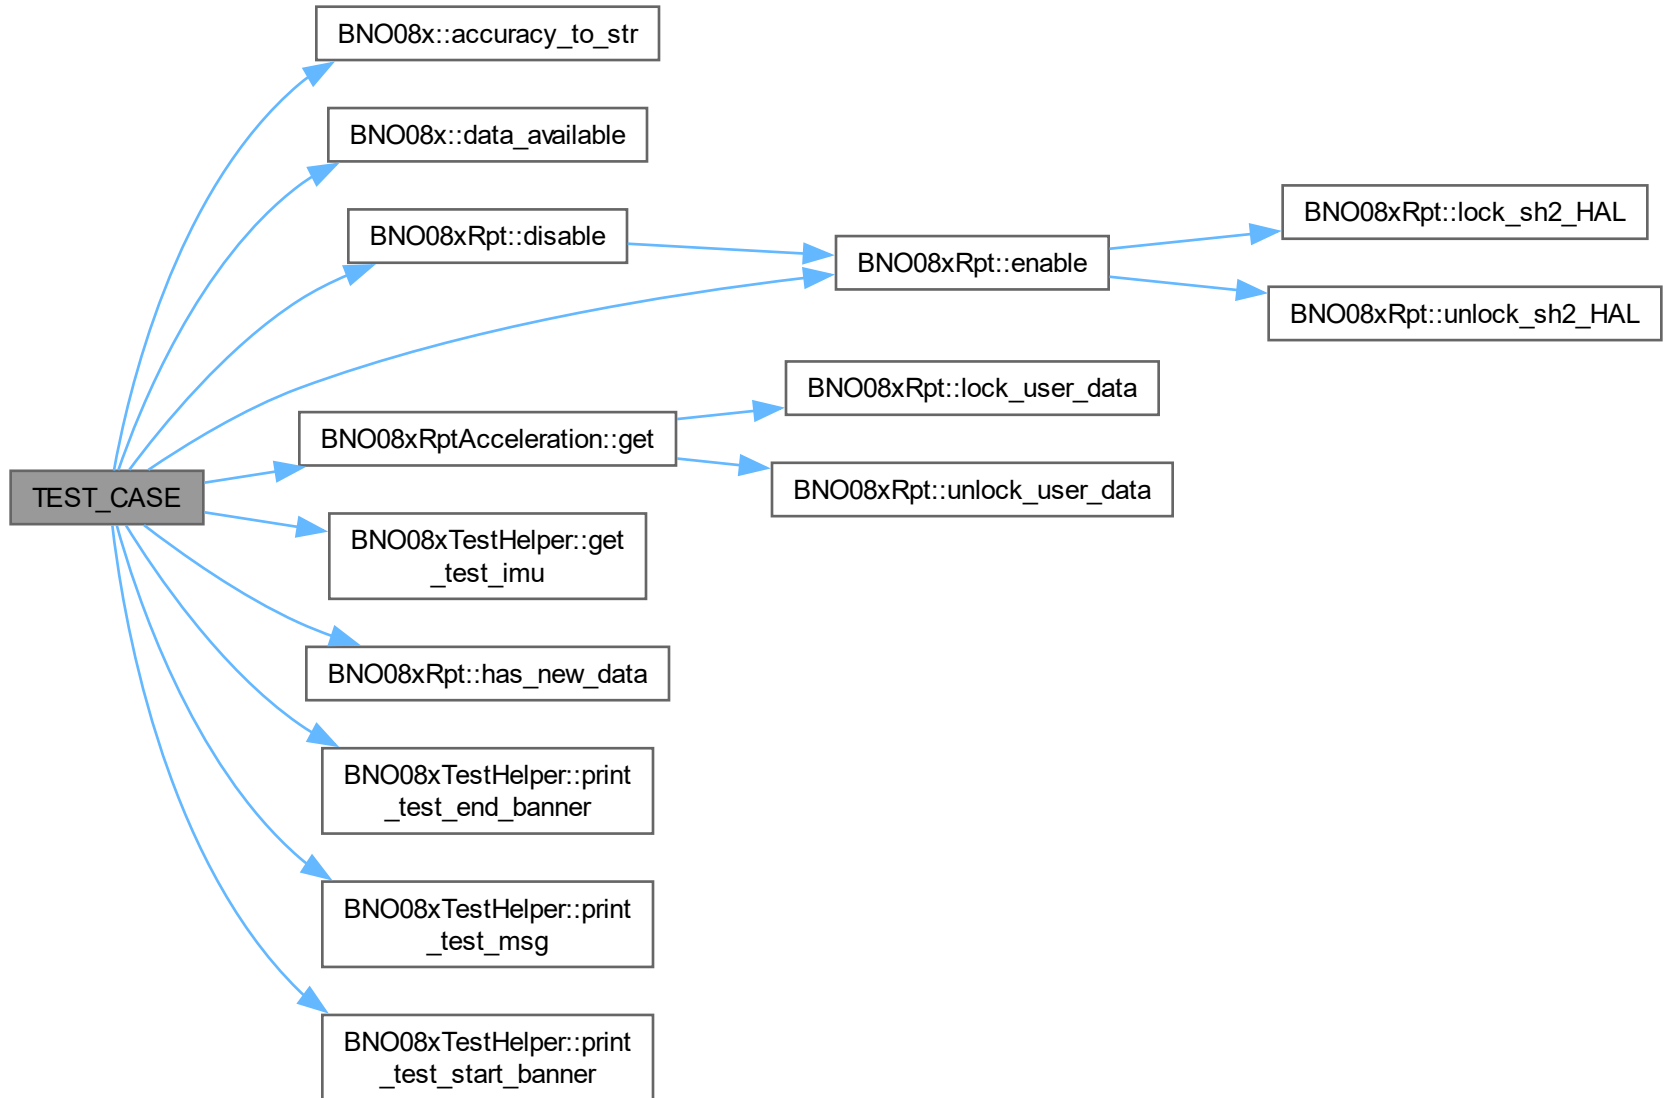 BNO08x::accuracy_to_str
BNO08x::data_available
BNO08xRpt::disable
BNO08xRpt::enable
BNO08xRpt::lock_sh2_HAL
BNO08xRpt::unlock_sh2_HAL
BNO08xRptAcceleration::get
BNO08xRpt::lock_user_data
BNO08xRpt::unlock_user_data
TEST_CASE
BNO08xTestHelper::get
_test_imu
BNO08xRpt::has_new_data
BNO08xTestHelper::print
_test_end_banner
BNO08xTestHelper::print
_test_msg
BNO08xTestHelper::print
_test_start_banner